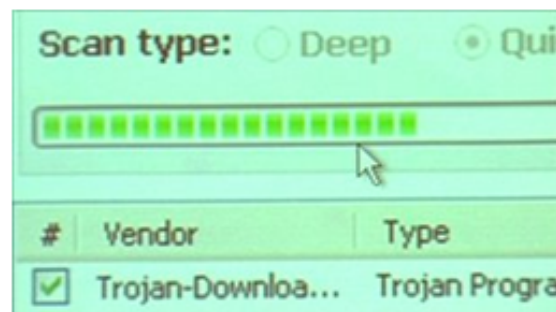 Scan type: Deep Qui
# Vendor Type
Trojan-Downloa... Trojan Progra